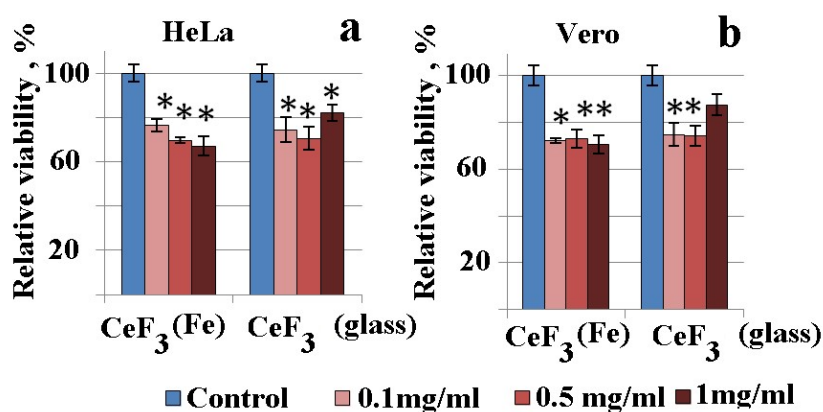 HeLa a
Relative viability , %
100
60
20
* * *
* * *
CeF3 (Fe) CeF3 (glass)
Vero b
Relative viability , %
100
60
20
* * *
* *
CeF3 (Fe) CeF3 (glass)
Control 0.1mg/ml 0.5 mg/ml 1mg/ml